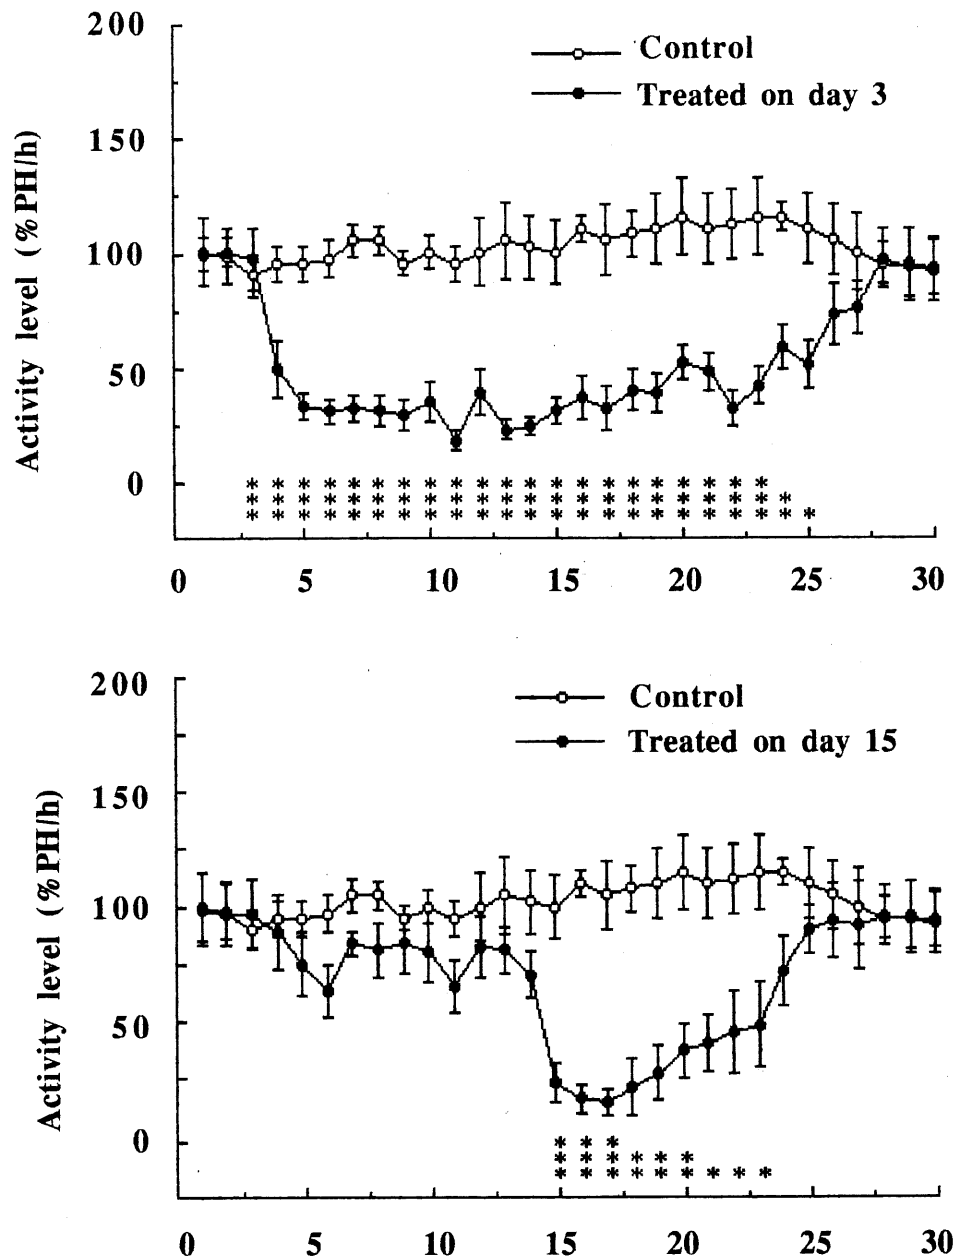 200
Control
Treated on day 3
150
100
50
0
Activity level (%PH/h)
* * * * * * * * * * * * * * * * * * * * *
* * * * * * * * * * * * * * * * * * * * * *
* * * * * * * * * * * * * * * * * * * * * * *
0 5 10 15 20 25 30
200
Control
Treated on day 15
150
100
50
0
Activity level (%PH/h)
* * *
* * * * * *
* * * * * * * * *
0 5 10 15 20 25 30